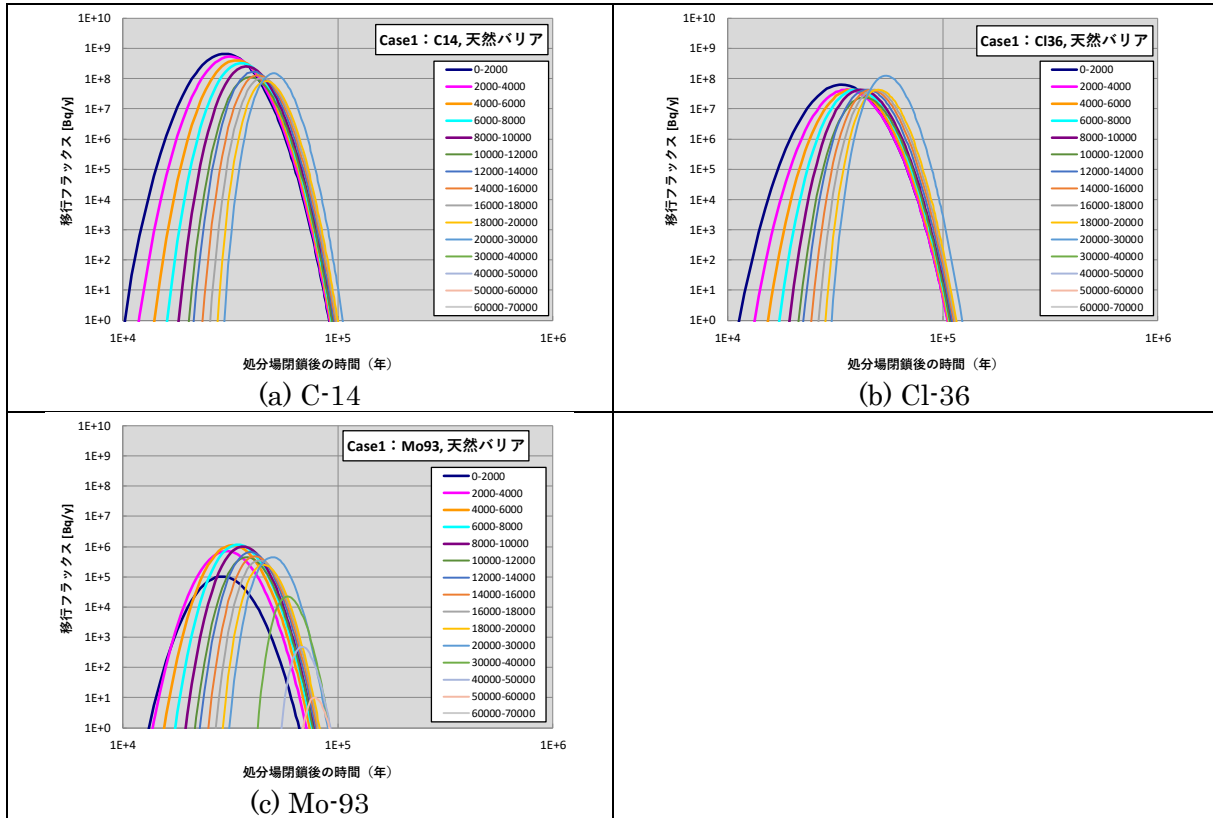 Case1：C14, 天然バリア
移行フラックス [Bq/y]
1E+10
1E+9
1E+8
1E+7
1E+6
1E+5
1E+4
1E+3
1E+2
1E+1
1E+0
0-2000
2000-4000
4000-6000
6000-8000
8000-10000
10000-12000
12000-14000
14000-16000
16000-18000
18000-20000
20000-30000
30000-40000
40000-50000
50000-60000
60000-70000
1E+4
1E+5
1E+6
処分場閉鎖後の時間（年）
(a) C-14
Case1：Cl36, 天然バリア
移行フラックス [Bq/y]
1E+10
1E+9
1E+8
1E+7
1E+6
1E+5
1E+4
1E+3
1E+2
1E+1
1E+0
0-2000
2000-4000
4000-6000
6000-8000
8000-10000
10000-12000
12000-14000
14000-16000
16000-18000
18000-20000
20000-30000
30000-40000
40000-50000
50000-60000
60000-70000
1E+4
1E+5
1E+6
処分場閉鎖後の時間（年）
(b) Cl-36
Case1：Mo93, 天然バリア
移行フラックス [Bq/y]
1E+10
1E+9
1E+8
1E+7
1E+6
1E+5
1E+4
1E+3
1E+2
1E+1
1E+0
0-2000
2000-4000
4000-6000
6000-8000
8000-10000
10000-12000
12000-14000
14000-16000
16000-18000
18000-20000
20000-30000
30000-40000
40000-50000
50000-60000
60000-70000
1E+4
1E+5
1E+6
処分場閉鎖後の時間（年）
(c) Mo-93